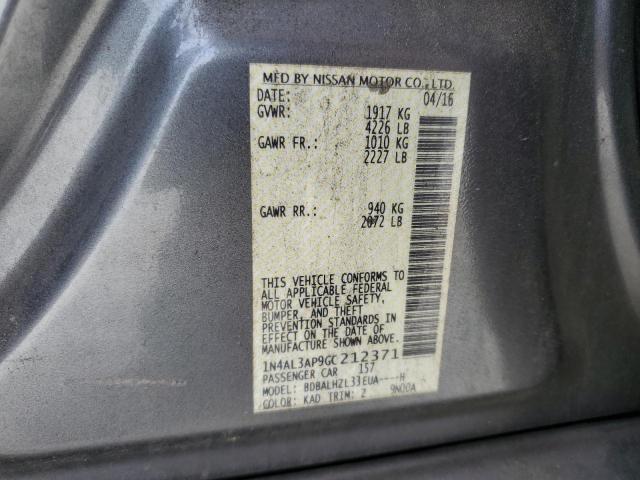 MFD BY NISSAN MOTOR CO., LTD.
DATE: 04/16
GVWR: 1917 KG
4226 LB
GAWR FR.: 1010 KG
2227 LB
GAWR RR.: 940 KG
2072 LB
THIS VEHICLE CONFORMS TO
ALL APPLICABLE FEDERAL
MOTOR VEHICLE SAFETY,
BUMPER, AND THEFT
PREVENTION STANDARDS IN
EFFECT ON THE DATE OF
MANUFACTURE SHOWN ABOVE.
1N4AL3AP9GC212371
PASSENGER CAR 157
MODEL: BDBALHZL33EUA----H
COLOR: KAD TRIM: Z 9N00A